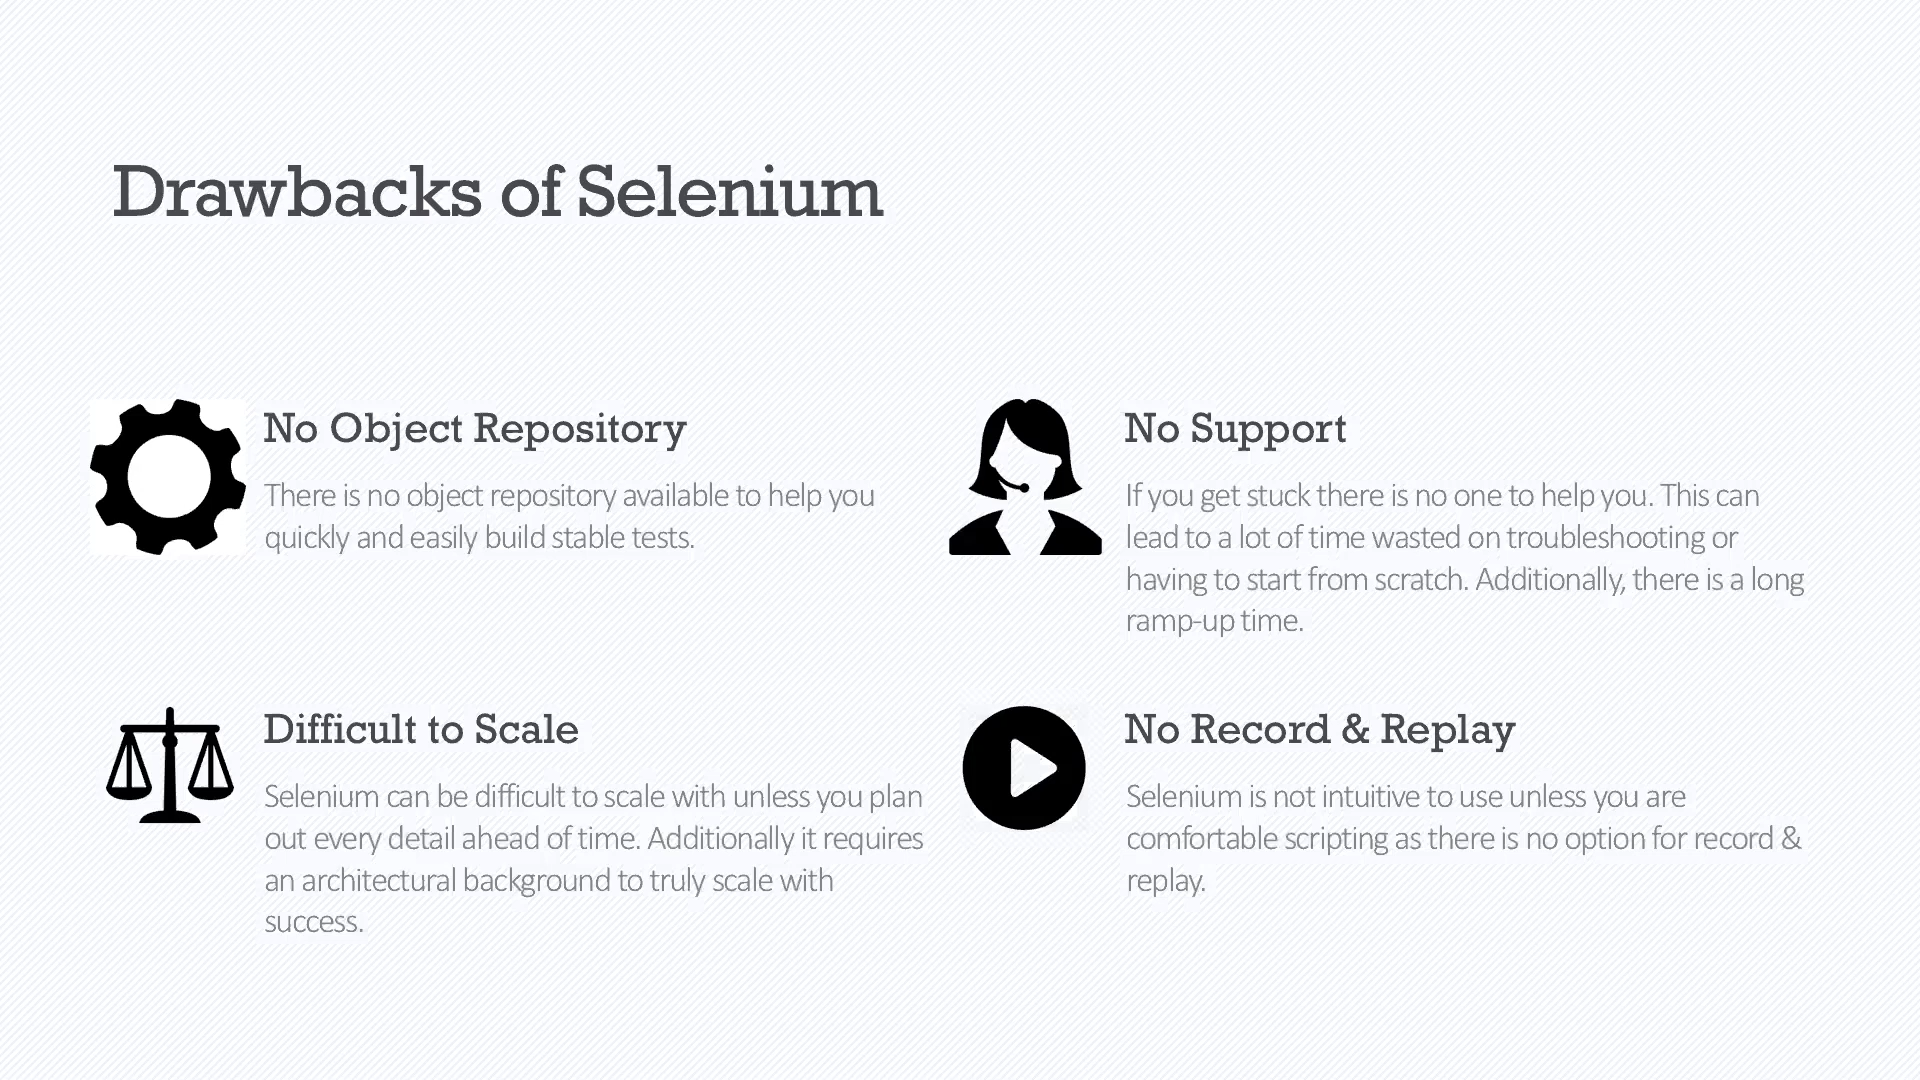 Drawbacks of Selenium
No Object Repository
There is no object repository available to help you
quickly and easily build stable tests.
No Support
If you get stuck there is no one to help you. This can
lead to a lot of time wasted on troubleshooting or
having to start from scratch. Additionally, there is a long
ramp-up time.
Difficult to Scale
Selenium can be difficult to scale with unless you plan
out every detail ahead of time. Additionally it requires
an architectural background to truly scale with
success.
No Record & Replay
Selenium is not intuitive to use unless you are
comfortable scripting as there is no option for record &
replay.